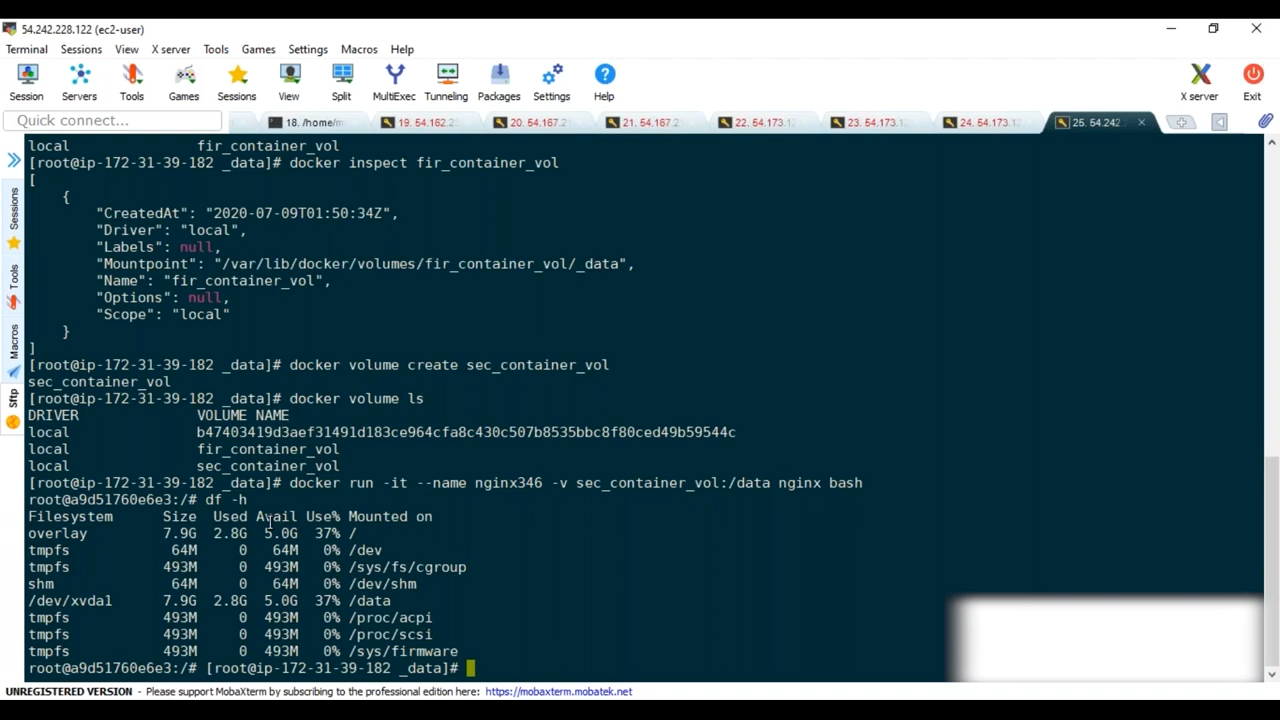 54.242.228.122 (ec2-user)
Terminal Sessions View X server Tools Games Settings Macros Help
Session Servers Tools Games Sessions View Split MultiExec Tunneling Packages Settings Help X server Exit
Quick connect... 18. /home/m 19. 54.162.2 20. 54.167.2 21. 54.167.2 22. 54.173.1 23. 54.173.1 24. 54.173.1 25. 54.242.
Sessions
Tools
Macros
Sftp
local fir_container_vol
[root@ip-172-31-39-182 _data]# docker inspect fir_container_vol
[
{
"CreatedAt": "2020-07-09T01:50:34Z",
"Driver": "local",
"Labels": null,
"Mountpoint": "/var/lib/docker/volumes/fir_container_vol/_data",
"Name": "fir_container_vol",
"Options": null,
"Scope": "local"
}
]
[root@ip-172-31-39-182 _data]# docker volume create sec_container_vol
sec_container_vol
[root@ip-172-31-39-182 _data]# docker volume ls
DRIVER VOLUME NAME
local b47403419d3aef31491d183ce964cfa8c430c507b8535bbc8f80ced49b59544c
local fir_container_vol
local sec_container_vol
[root@ip-172-31-39-182 _data]# docker run -it --name nginx346 -v sec_container_vol:/data nginx bash
root@a9d51760e6e3:/# df -h
Filesystem Size Used Avail Use% Mounted on
overlay 7.9G 2.8G 5.0G 37% /
tmpfs 64M 0 64M 0% /dev
tmpfs 493M 0 493M 0% /sys/fs/cgroup
shm 64M 0 64M 0% /dev/shm
/dev/xvda1 7.9G 2.8G 5.0G 37% /data
tmpfs 493M 0 493M 0% /proc/acpi
tmpfs 493M 0 493M 0% /proc/scsi
tmpfs 493M 0 493M 0% /sys/firmware
root@a9d51760e6e3:/# [root@ip-172-31-39-182 _data]#
UNREGISTERED VERSION - Please support MobaXterm by subscribing to the professional edition here: https://mobaxterm.mobatek.net